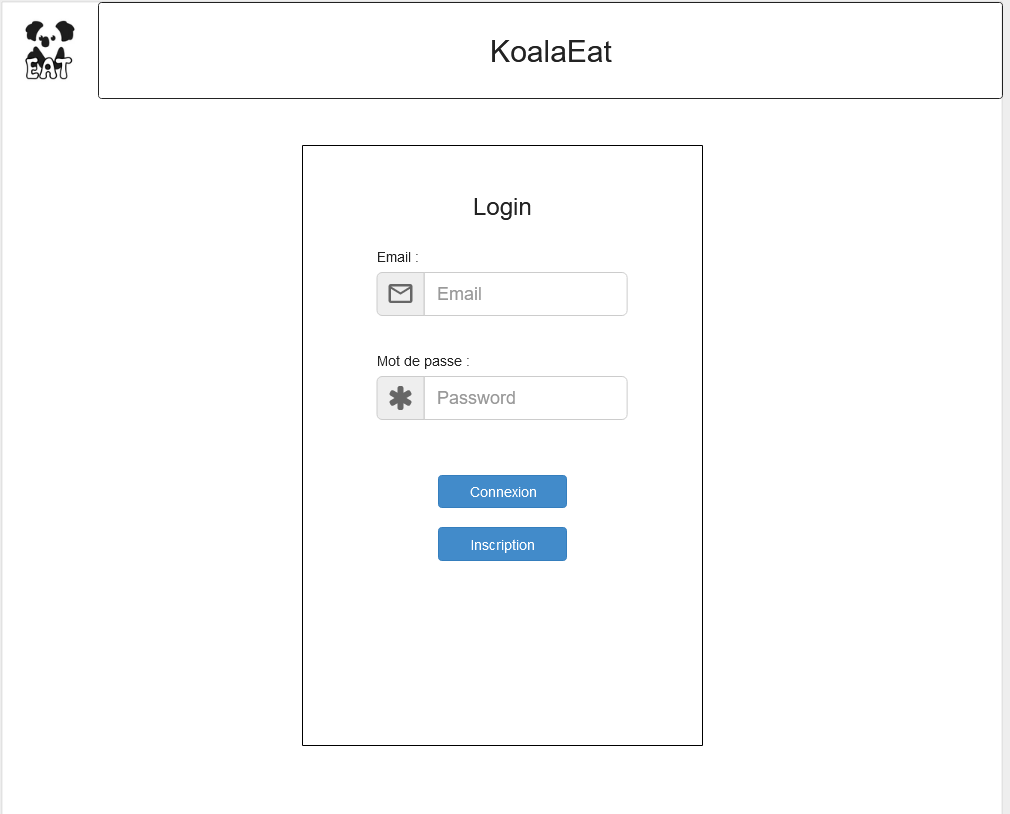 EAT
KoalaEat
Login
Email :
Email
Mot de passe :
Password
Connexion
Inscription